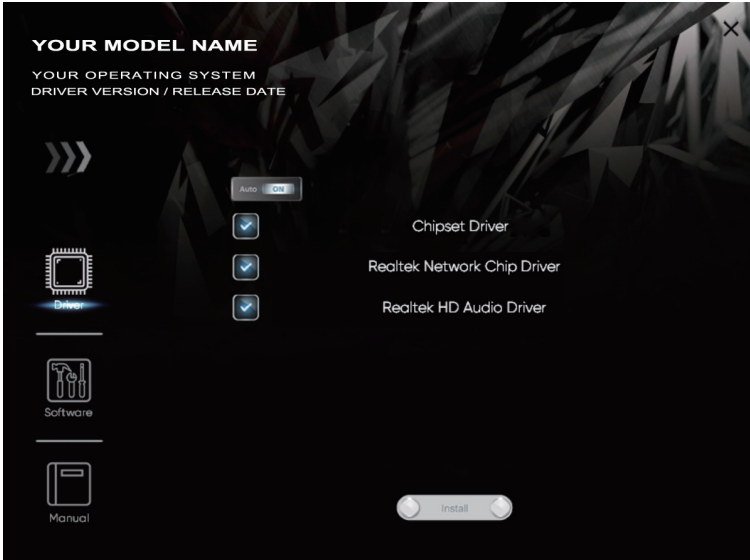 YOUR MODEL NAME
YOUR OPERATING SYSTEM
DRIVER VERSION / RELEASE DATE
Auto ON
Chipset Driver
Realtek Network Chip Driver
Realtek HD Audio Driver
Driver
Software
Manual
Install